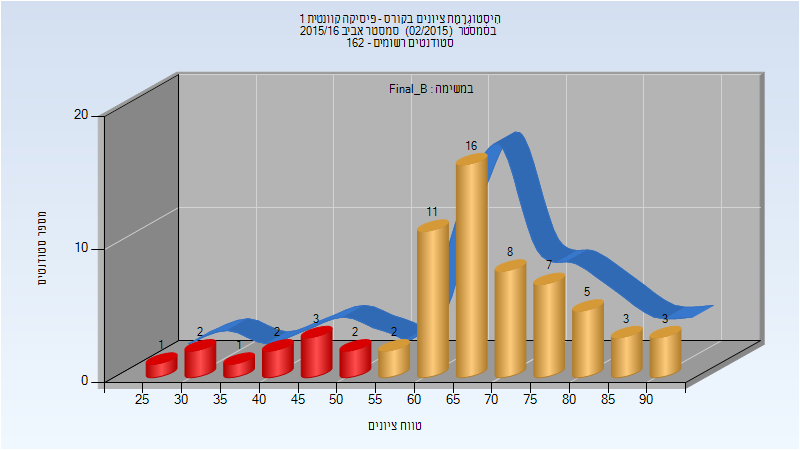 היסטוגרמת ציונים בקורס - פיסיקה קוונטית 1
בסמסטר (02/2015) סמסטר אביב 2015/16
סטודנטים רשומים - 162
במשימה : Final_B
מספר סטודנטים
20
10
0
1
2
1
2
3
2
2
11
16
8
7
5
3
3
25 30 35 40 45 50 55 60 65 70 75 80 85 90
טווח ציונים